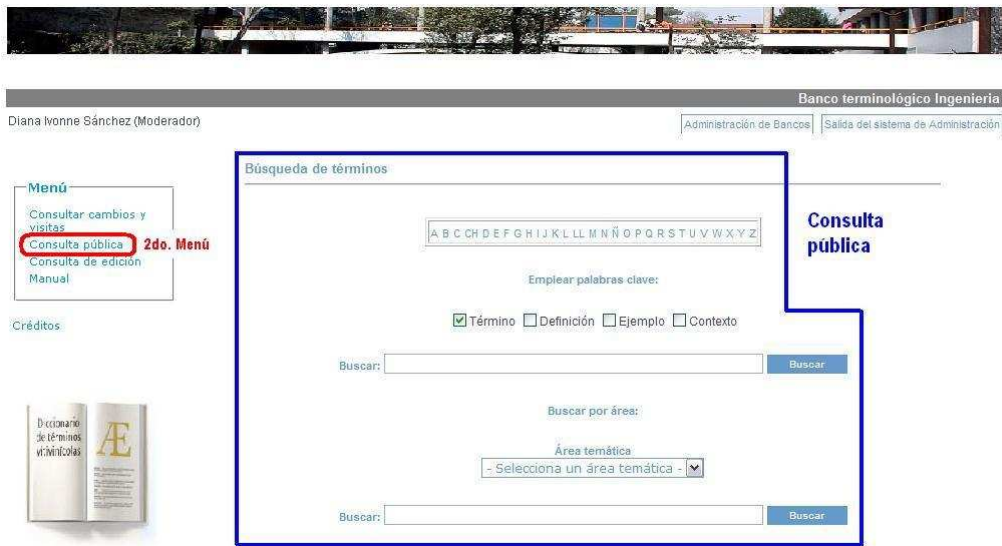 Banco terminológico Ingenieria
Diana Ivonne Sánchez (Moderador)
Administración de Bancos
Salida del sistema de Administración
Búsqueda de términos
Menú
Consultar cambios y
visitas
Consulta pública
2do. Menú
Consulta de edición
Manual
Créditos
A B C CH D E F G H I J K L LL M N Ñ O P Q R S T U V W X Y Z
Consulta
pública
Emplear palabras clave:
Término Definición Ejemplo Contexto
Buscar: Buscar
Buscar por área:
Área temática
- Selecciona un área temática -
Buscar: Buscar
Diccionario
de términos
vitivinícolas
Æ